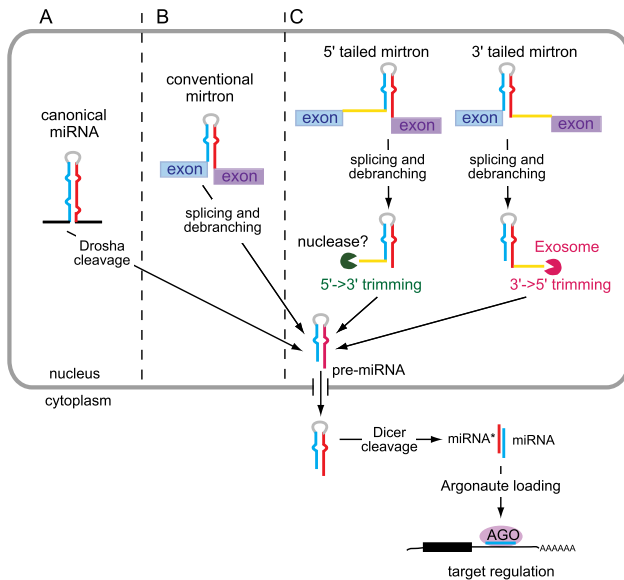 A
B
C
canonical
miRNA
Drosha
cleavage
conventional
mirtron
exon
exon
splicing and
debranching
5' tailed mirtron
exon
exon
splicing and
debranching
nuclease?
5'->3' trimming
3' tailed mirtron
exon
exon
splicing and
debranching
Exosome
3'->5' trimming
pre-miRNA
nucleus
cytoplasm
Dicer
cleavage
miRNA*
miRNA
Argonaute loading
AGO
AAAAAA
target regulation